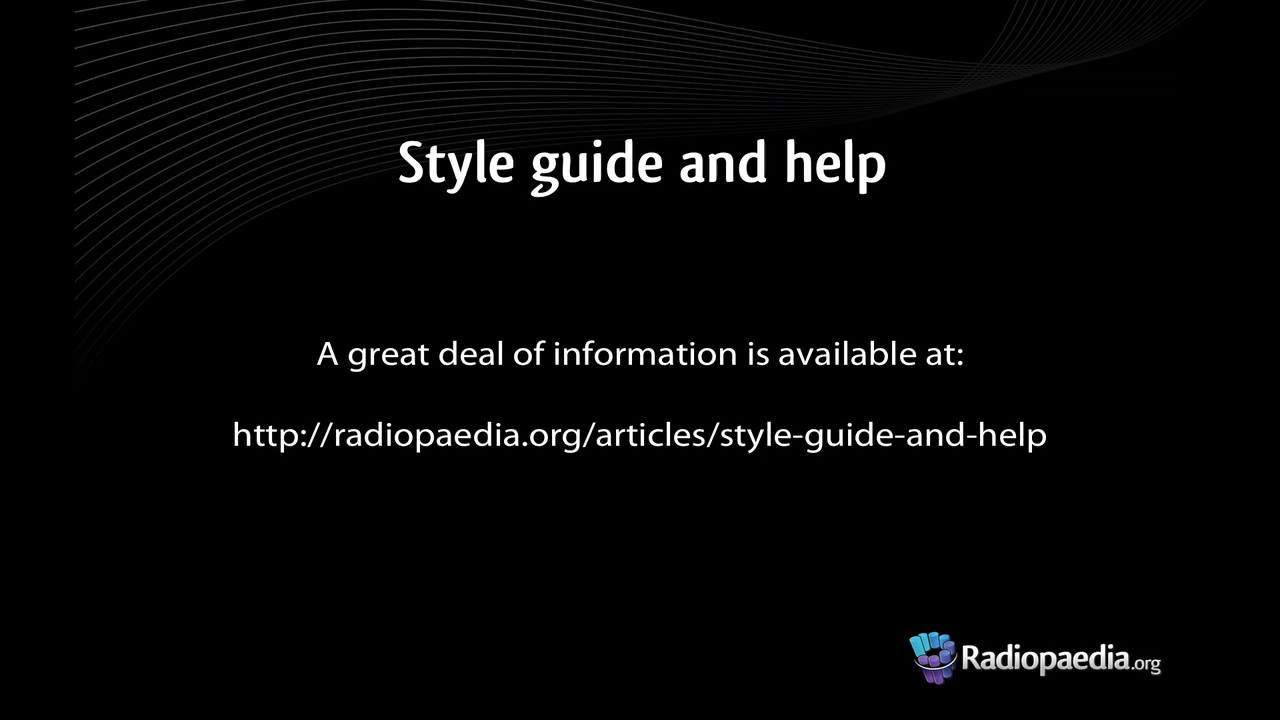 Style guide and help
A great deal of information is available at:
http://radiopaedia.org/articles/style-guide-and-help
Radiopaedia.org